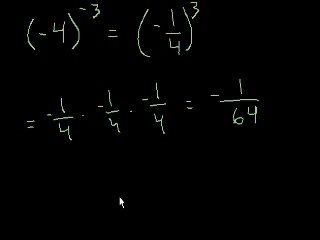 (-4)^-3 = (-1/4)^3
= -1/4 · -1/4 · -1/4 = -1/64